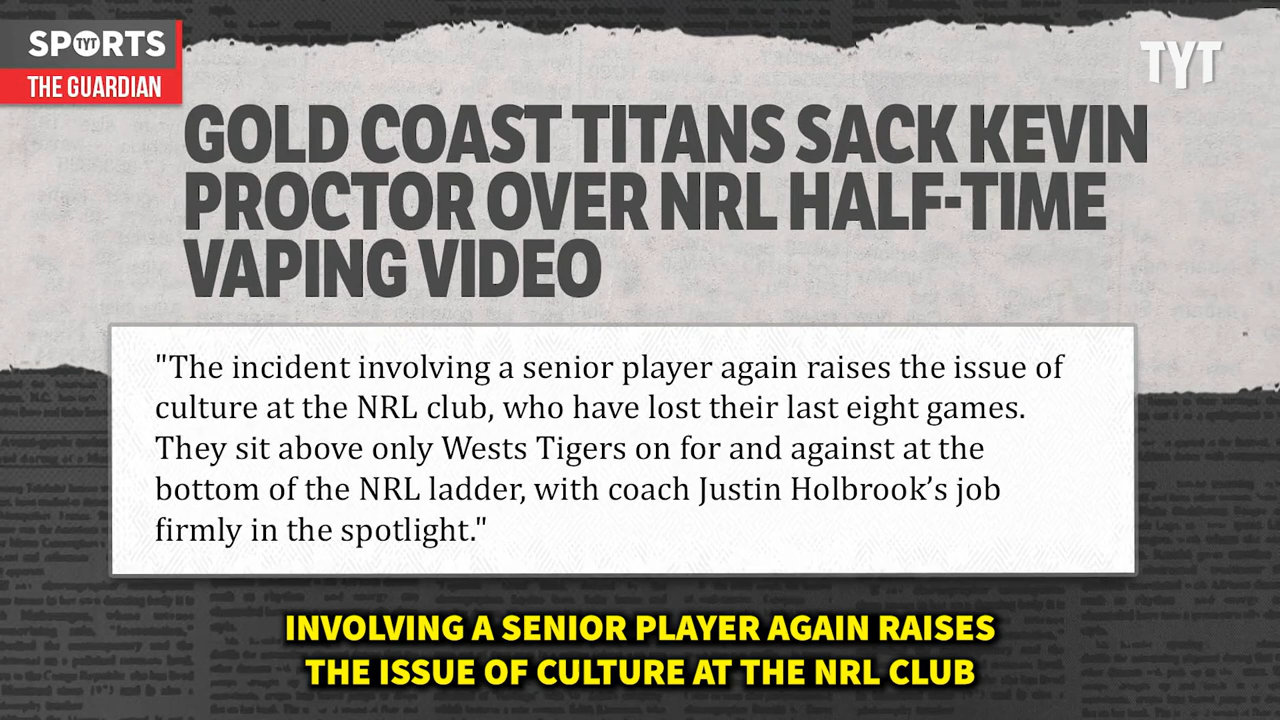 SPORTS
TYT
THE GUARDIAN
TYT
GOLD COAST TITANS SACK KEVIN
PROCTOR OVER NRL HALF-TIME
VAPING VIDEO
"The incident involving a senior player again raises the issue of
culture at the NRL club, who have lost their last eight games.
They sit above only Wests Tigers on for and against at the
bottom of the NRL ladder, with coach Justin Holbrook’s job
firmly in the spotlight."
INVOLVING A SENIOR PLAYER AGAIN RAISES
THE ISSUE OF CULTURE AT THE NRL CLUB